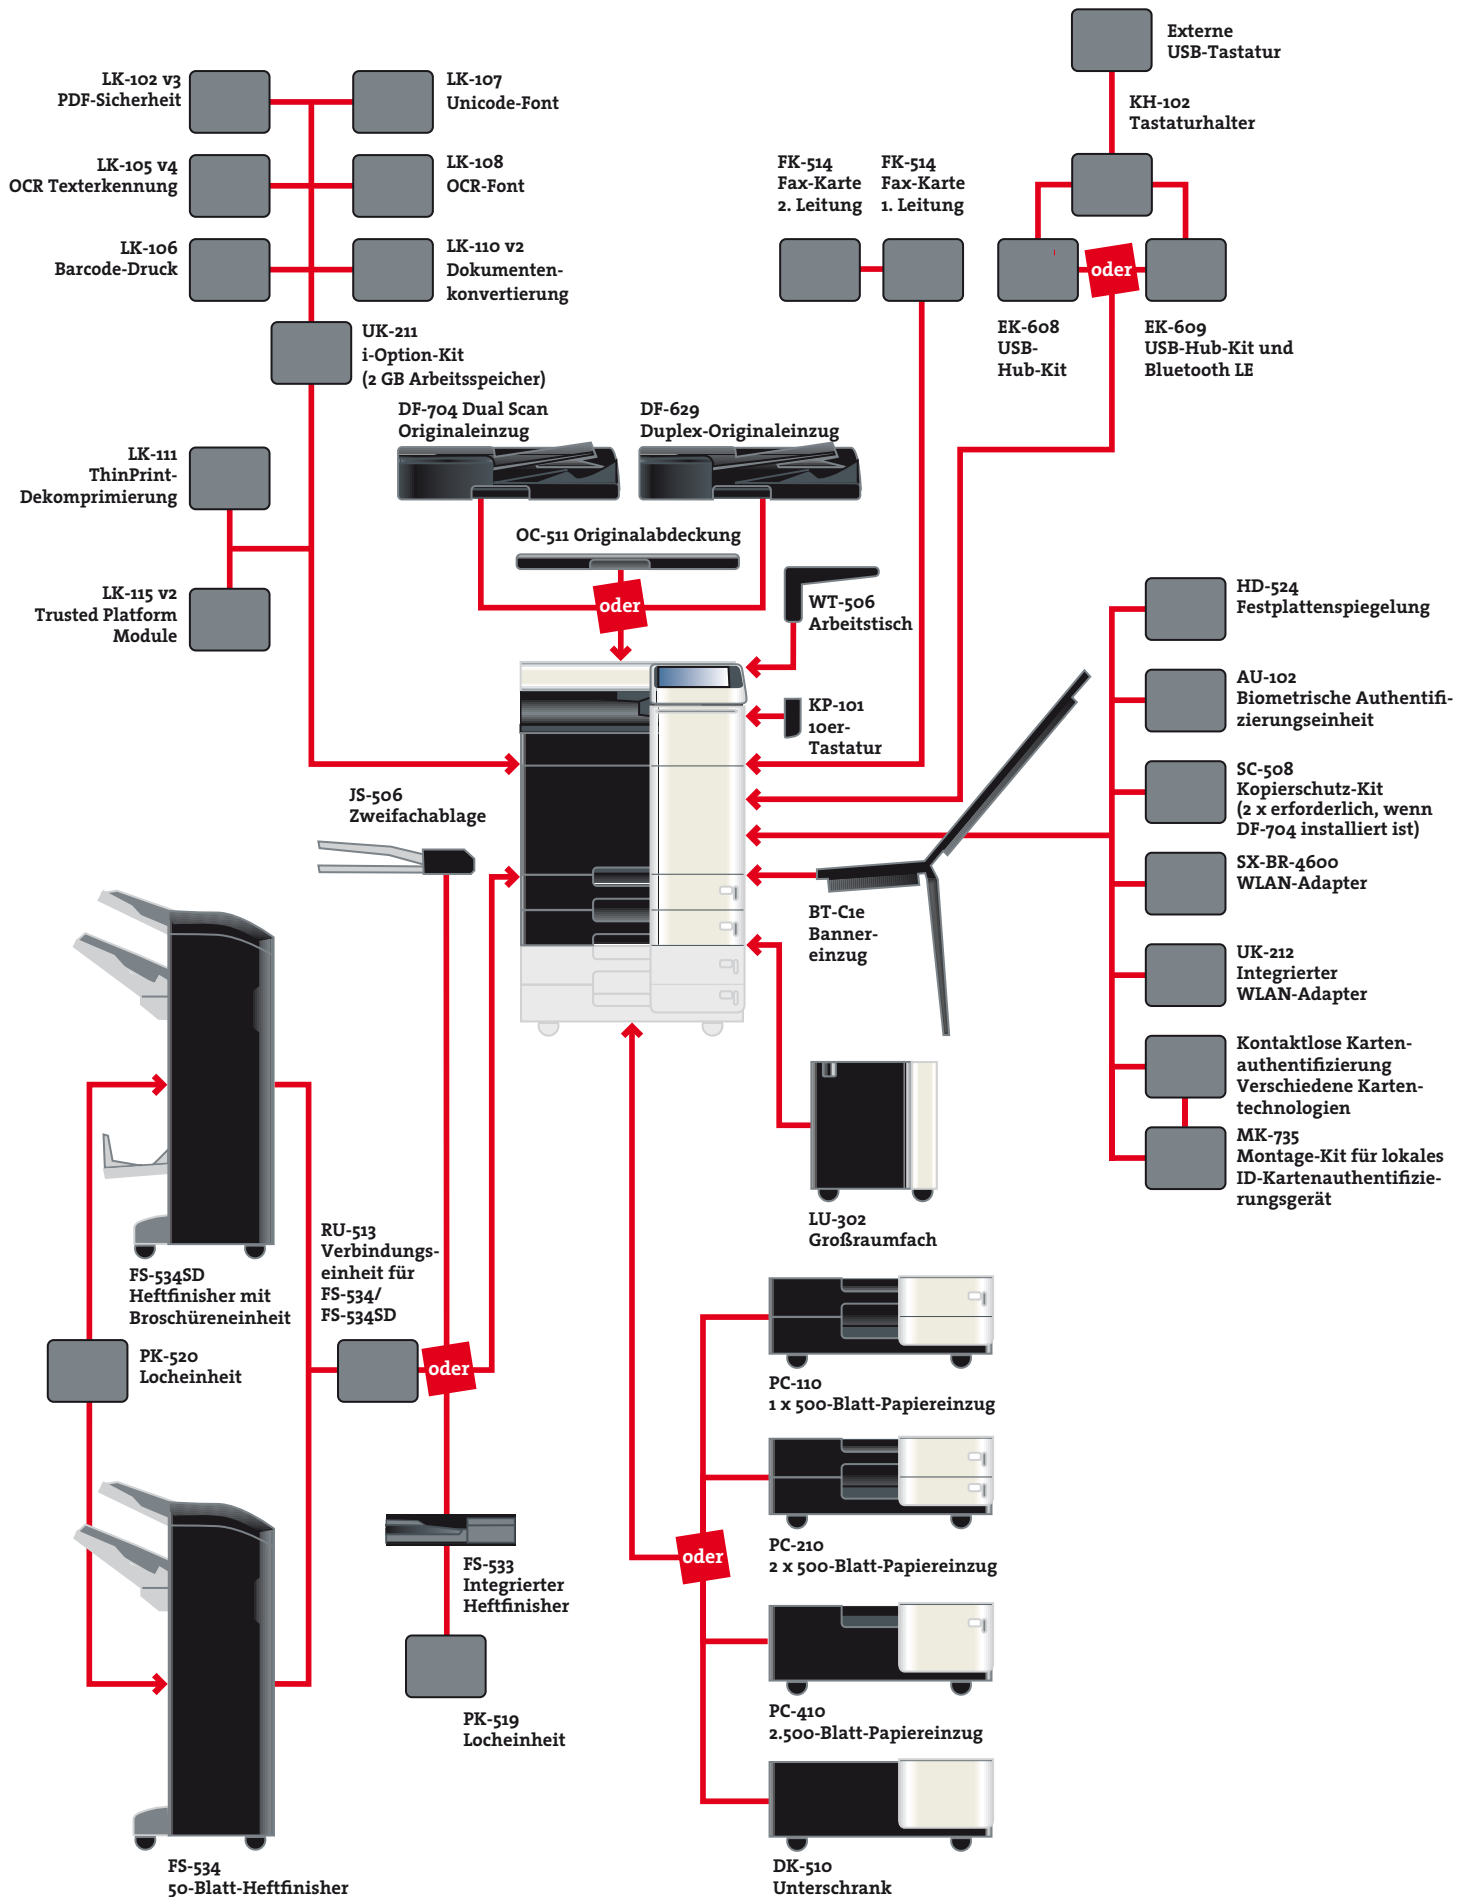 Externe
USB-Tastatur
KH-102
Tastaturhalter
LK-102 v3
PDF-Sicherheit
LK-107
Unicode-Font
LK-105 v4
OCR Texterkennung
LK-108
OCR-Font
LK-106
Barcode-Druck
LK-110 v2
Dokumenten-
konvertierung
FK-514
Fax-Karte
2. Leitung
FK-514
Fax-Karte
1. Leitung
oder
EK-608
USB-
Hub-Kit
EK-609
USB-Hub-Kit und
Bluetooth LE
UK-211
i-Option-Kit
(2 GB Arbeitsspeicher)
DF-704 Dual Scan
Originaleinzug
DF-629
Duplex-Originaleinzug
LK-111
ThinPrint-
Dekomprimierung
OC-511 Originalabdeckung
oder
LK-115 v2
Trusted Platform
Module
WT-506
Arbeitstisch
KP-101
10er-
Tastatur
HD-524
Festplattenspiegelung
AU-102
Biometrische Authentifi-
zierungseinheit
SC-508
Kopierschutz-Kit
(2 x erforderlich, wenn
DF-704 installiert ist)
SX-BR-4600
WLAN-Adapter
UK-212
Integrierter
WLAN-Adapter
Kontaktlose Karten-
authentifizierung
Verschiedene Karten-
technologien
MK-735
Montage-Kit für lokales
ID-Kartenauthentifizie-
rungsgerät
JS-506
Zweifachablage
BT-C1e
Banner-
einzug
LU-302
Großraumfach
FS-534SD
Heftfinisher mit
Broschüreneinheit
RU-513
Verbindungs-
einheit für
FS-534/
FS-534SD
PK-520
Locheinheit
oder
PC-110
1 x 500-Blatt-Papiereinzug
FS-533
Integrierter
Heftfinisher
oder
PC-210
2 x 500-Blatt-Papiereinzug
PK-519
Locheinheit
PC-410
2.500-Blatt-Papiereinzug
FS-534
50-Blatt-Heftfinisher
DK-510
Unterschrank